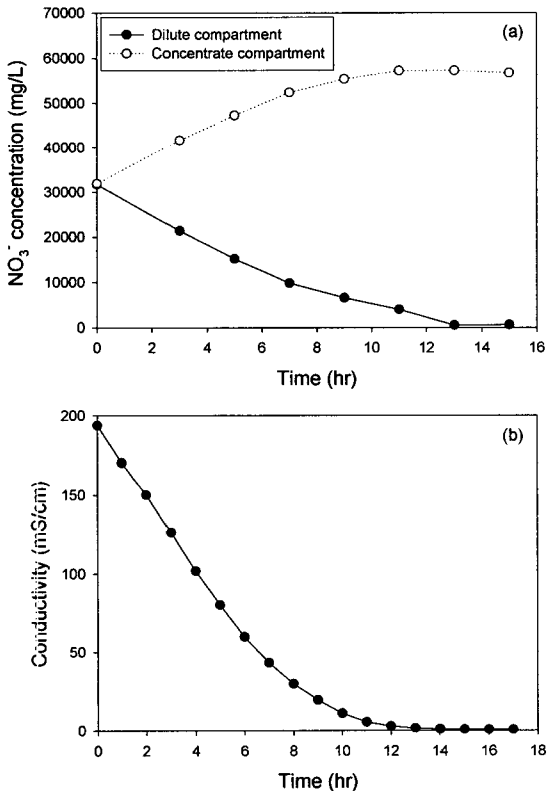 70000
Dilute compartment
Concentrate compartment
(a)
60000
50000
40000
30000
20000
10000
0
NO₃⁻ concentration (mg/L)
0 2 4 6 8 10 12 14 16
Time (hr)
200
(b)
150
100
50
0
Conductivity (mS/cm)
0 2 4 6 8 10 12 14 16 18
Time (hr)